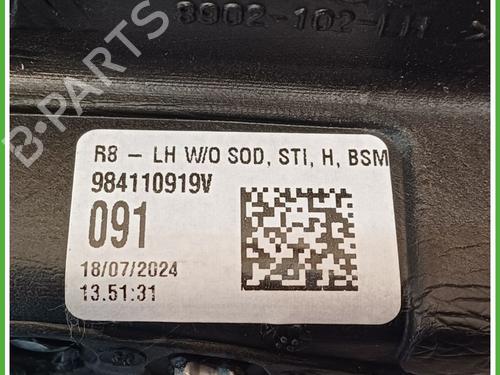 8902-102-LH
B-PARTS
R8 - LH W/O SOD, STI, H, BSM
984110919V
091
18/07/2024
13.51:31